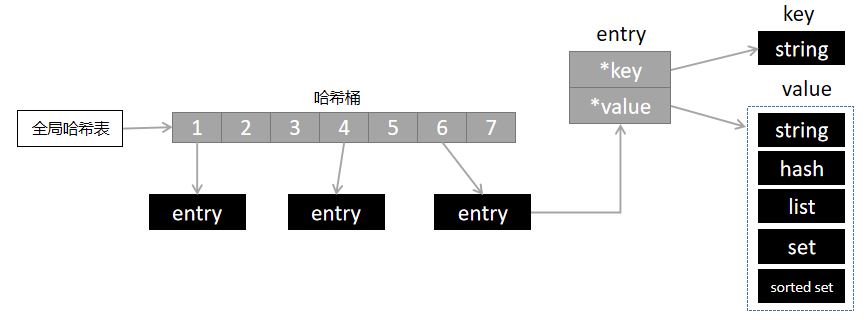 全局哈希表
哈希桶
1 2 3 4 5 6 7
entry
entry
entry
entry
*key
*value
key
string
value
string
hash
list
set
sorted set